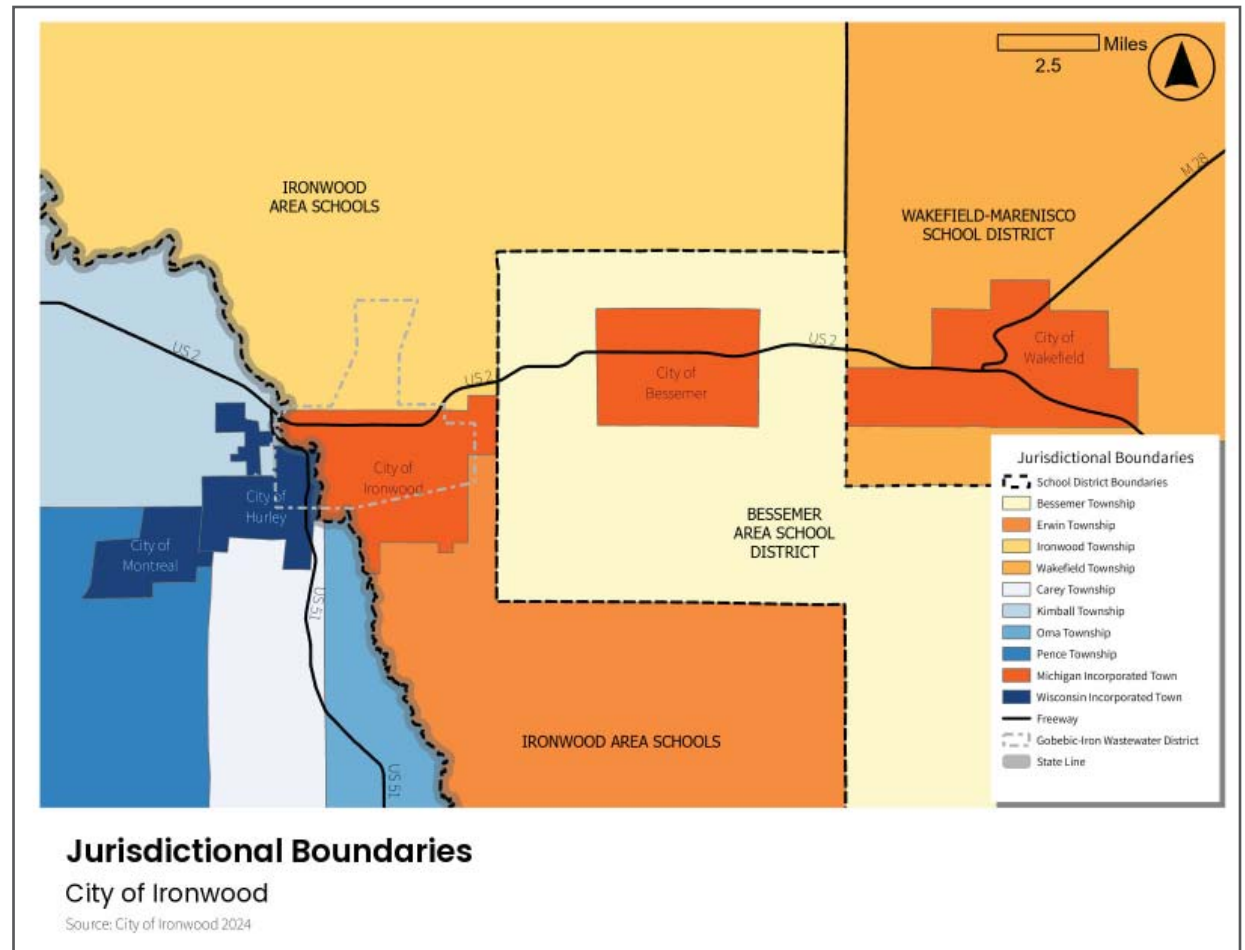 Miles
2.5
M 28
IRONWOOD
AREA SCHOOLS
WAKEFIELD-MARENISCO
SCHOOL DISTRICT
US 2
US 2
US 2
City of
Wakefield
City of
Bessemer
City of
Ironwood
City of
Hurley
City of
Montreal
BESSEMER
AREA SCHOOL
DISTRICT
US 51
US 51
IRONWOOD AREA SCHOOLS
Jurisdictional Boundaries
School District Boundaries
Bessemer Township
Erwin Township
Ironwood Township
Wakefield Township
Carey Township
Kimball Township
Oma Township
Pence Township
Michigan Incorporated Town
Wisconsin Incorporated Town
Freeway
Gobebic-Iron Wastewater District
State Line
Jurisdictional Boundaries
City of Ironwood
Source: City of Ironwood 2024